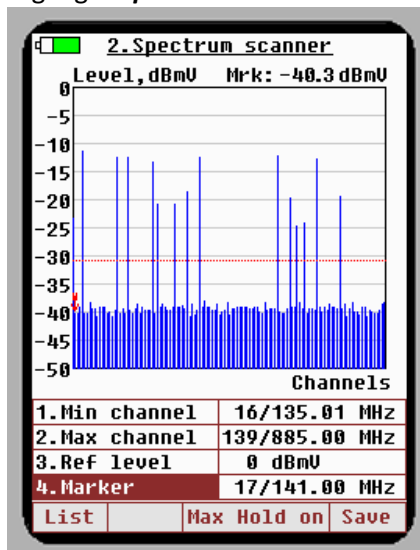 2.Spectrum scanner
Level,dBmV Mrk: -40.3 dBmV
0
-5
-10
-15
-20
-25
-30
-35
-40
-45
-50
Channels
1.Min channel 16/135.01 MHz
2.Max channel 139/885.00 MHz
3.Ref level 0 dBmV
4.Marker 17/141.00 MHz
List Max Hold on Save